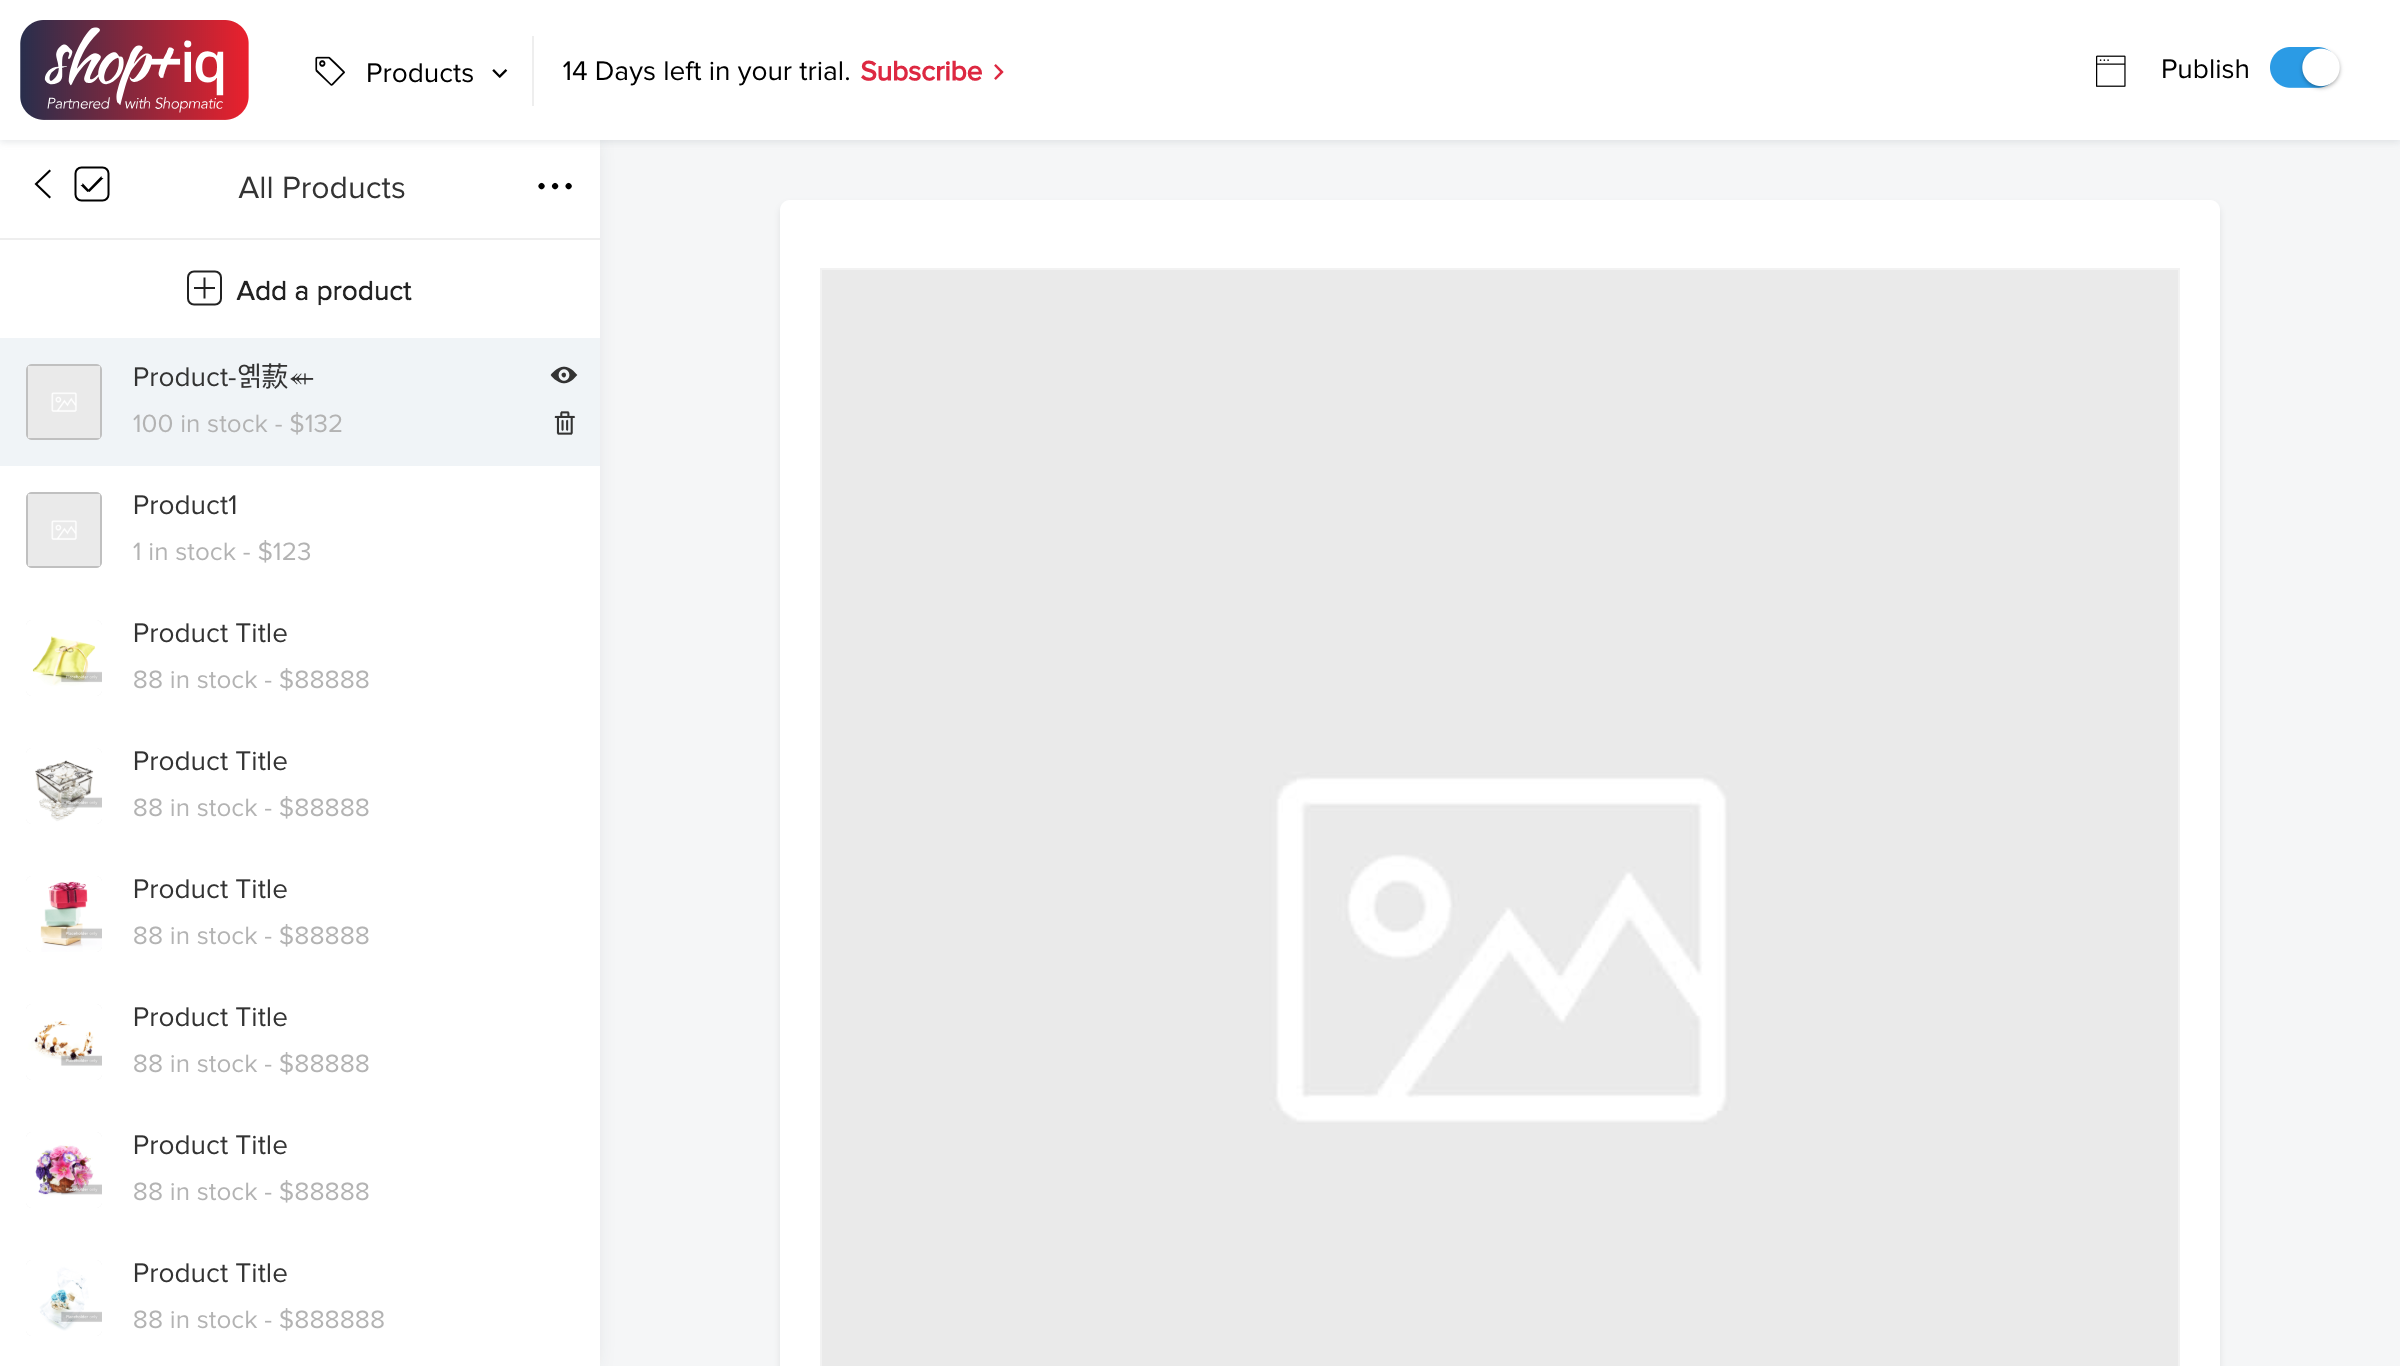 shop+iq
Partnered with Shopmatic
Products
14 Days left in your trial. Subscribe
Publish
All Products
Add a product
100 in stock - $132
Product1
1 in stock - $123
Product Title
88 in stock - $88888
Product Title
88 in stock - $88888
Product Title
88 in stock - $88888
Product Title
88 in stock - $88888
Product Title
88 in stock - $88888
Product Title
88 in stock - $888888